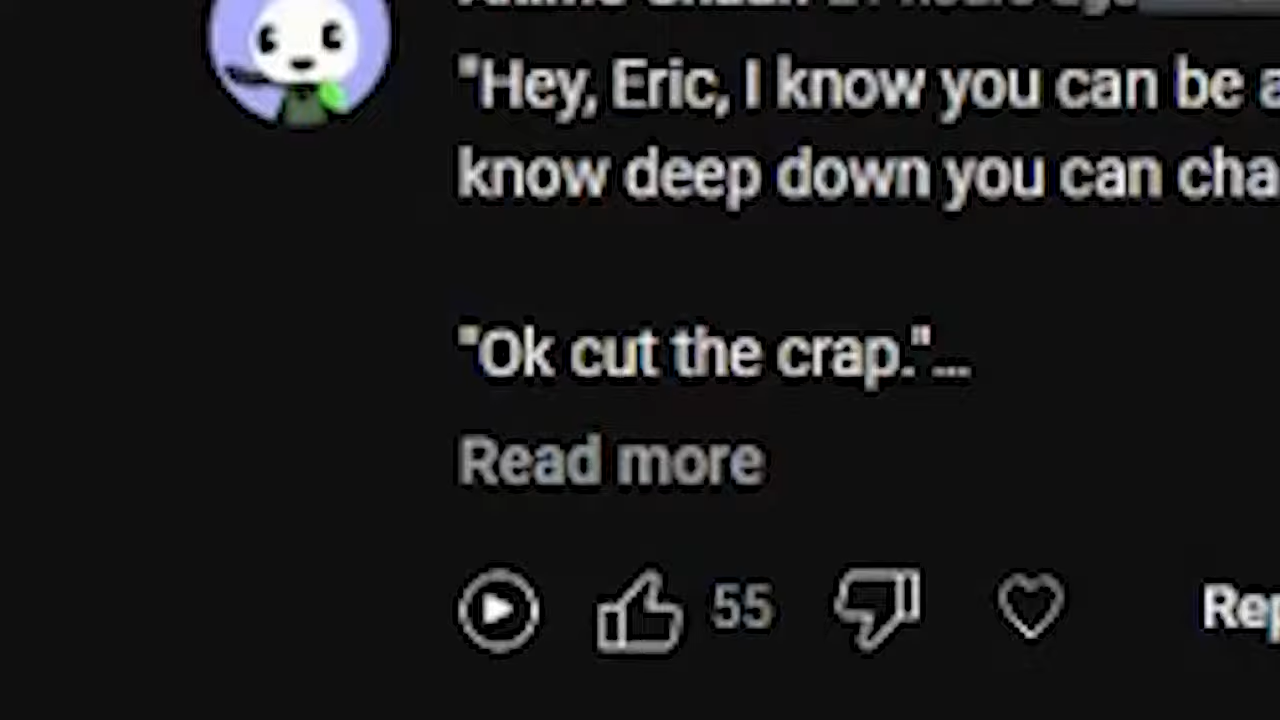 "Hey, Eric, I know you can be
know deep down you can cha
"Ok cut the crap."...
Read more
55
Rep